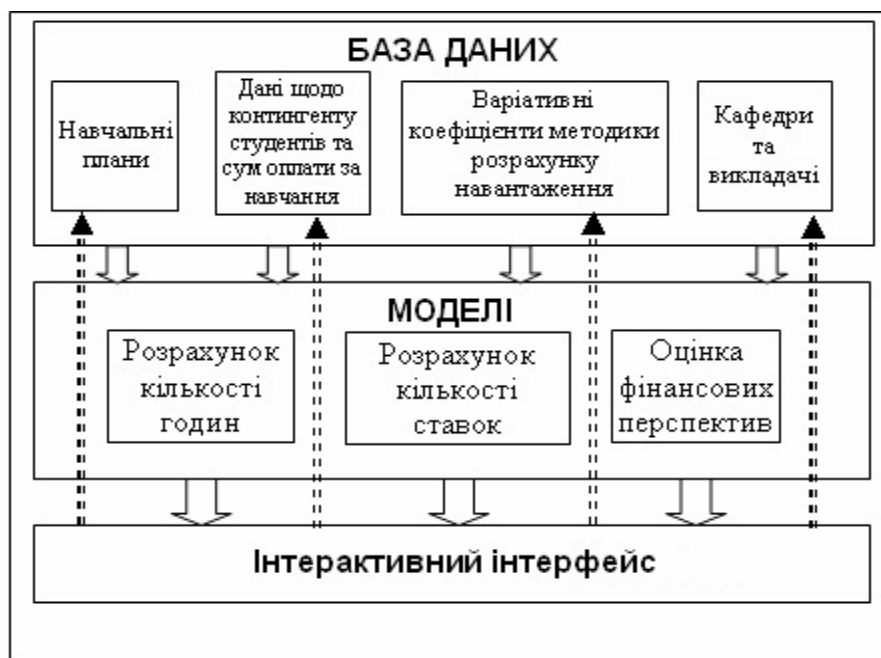 БАЗА ДАНИХ
Навчальні
плани
Дані щодо
контингенту
студентів та
сум оплати за
навчання
Варіативні
коефіцієнти методики
розрахунку
навантаження
Кафедри
та
викладачі
МОДЕЛІ
Розрахунок
кількості
годин
Розрахунок
кількості
ставок
Оцінка
фінансових
перспектив
Інтерактивний інтерфейс